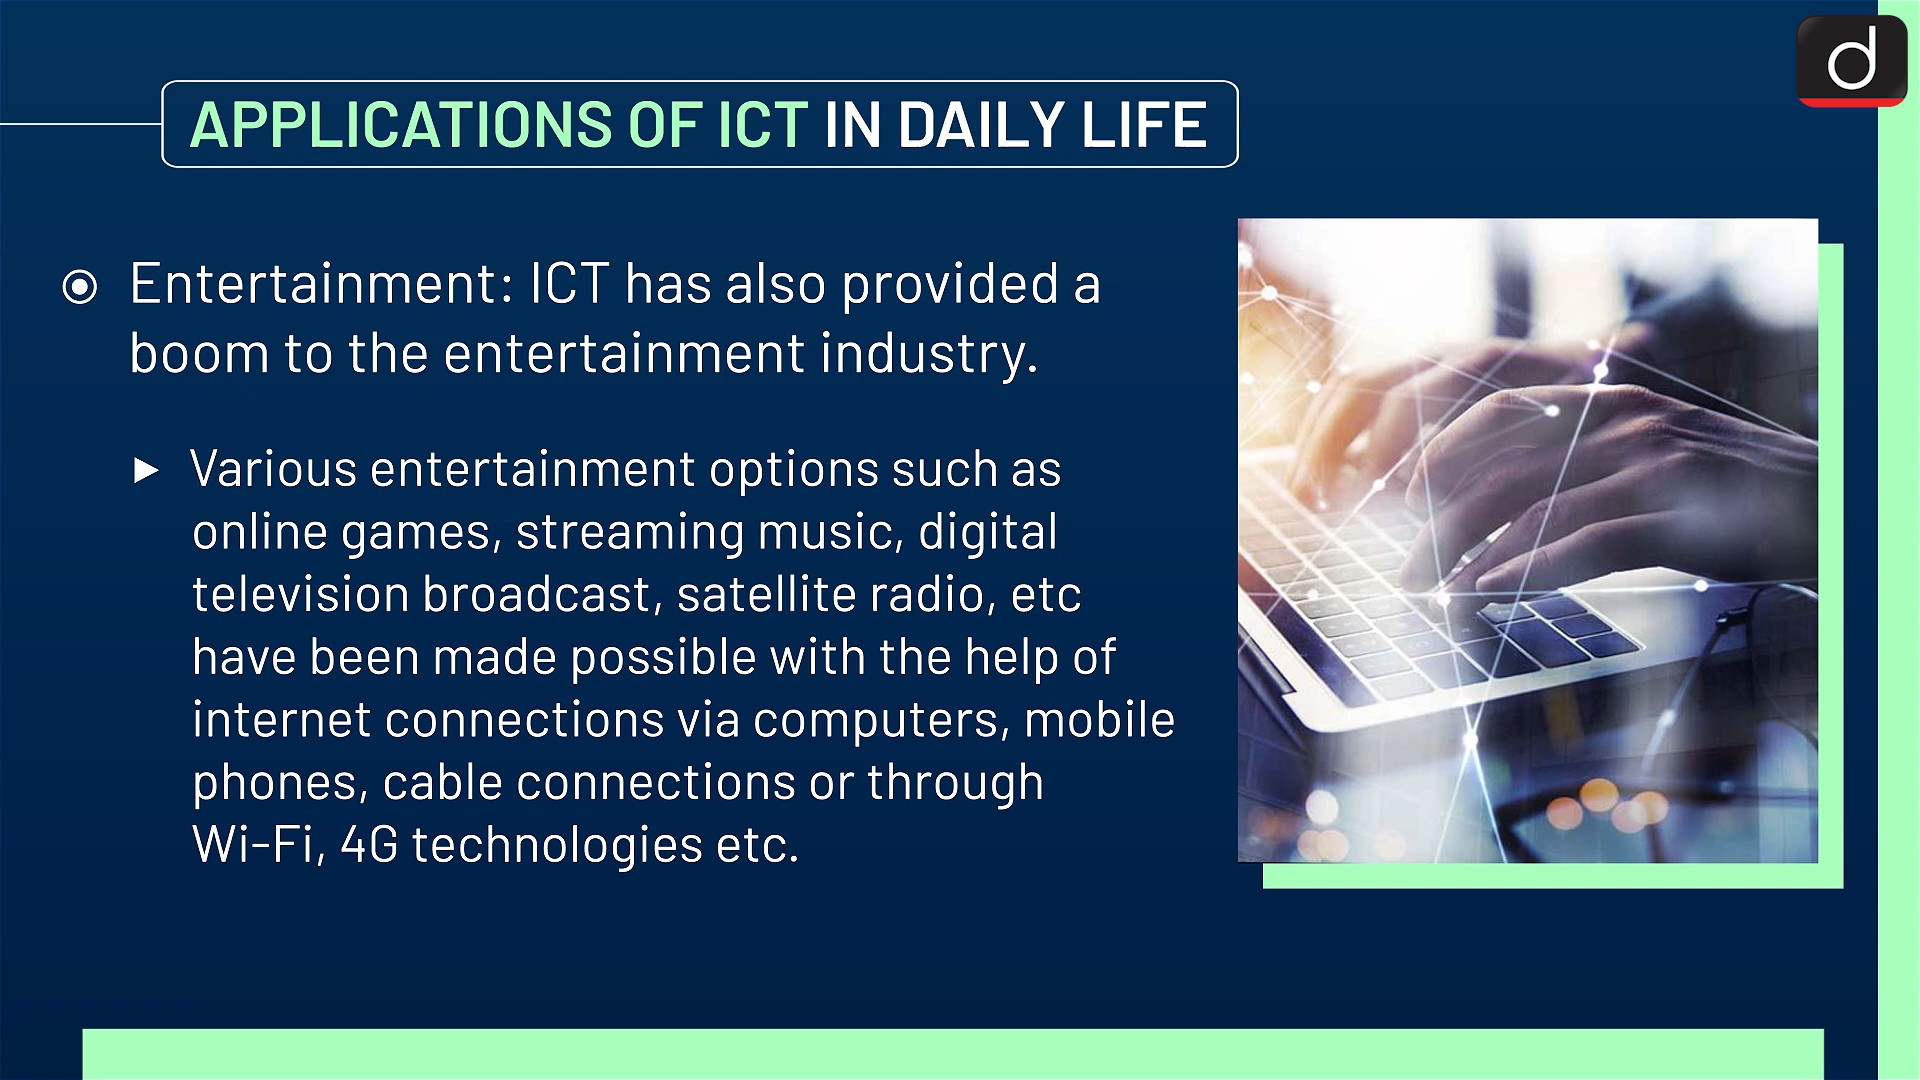 d
APPLICATIONS OF ICT IN DAILY LIFE
Entertainment: ICT has also provided a
boom to the entertainment industry.
Various entertainment options such as
online games, streaming music, digital
television broadcast, satellite radio, etc
have been made possible with the help of
internet connections via computers, mobile
phones, cable connections or through
Wi-Fi, 4G technologies etc.